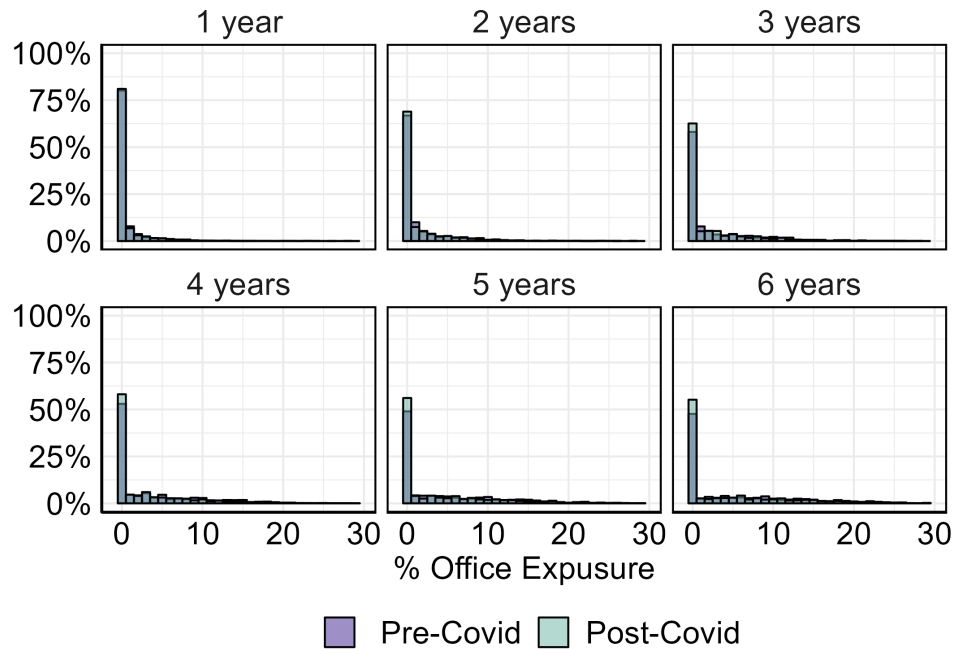 1 year 2 years 3 years
100%
75%
50%
25%
0%
4 years 5 years 6 years
100%
75%
50%
25%
0%
0 10 20 30 0 10 20 30 0 10 20 30
% Office Expusure
Pre-Covid Post-Covid